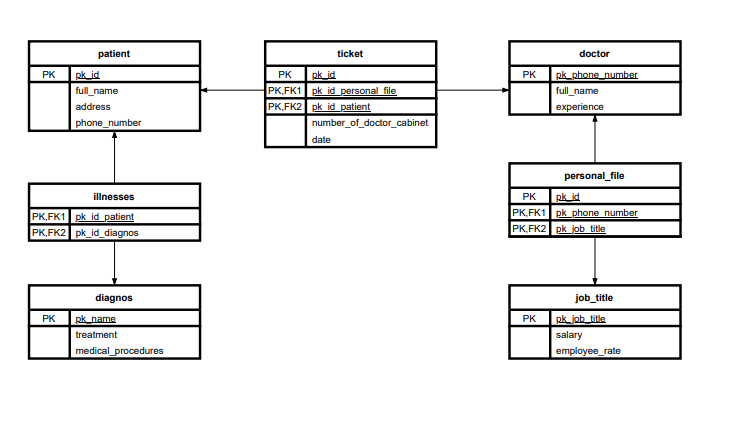 patient
PK pk_id
full_name
address
phone_number
ticket
PK pk_id
PK,FK1 pk_id_personal_file
PK,FK2 pk_id_patient
number_of_doctor_cabinet
date
doctor
PK pk_phone_number
full_name
experience
illnesses
PK,FK1 pk_id_patient
PK,FK2 pk_id_diagnos
personal_file
PK pk_id
PK,FK1 pk_phone_number
PK,FK2 pk_job_title
diagnos
PK pk_name
treatment
medical_procedures
job_title
PK pk_job_title
salary
employee_rate